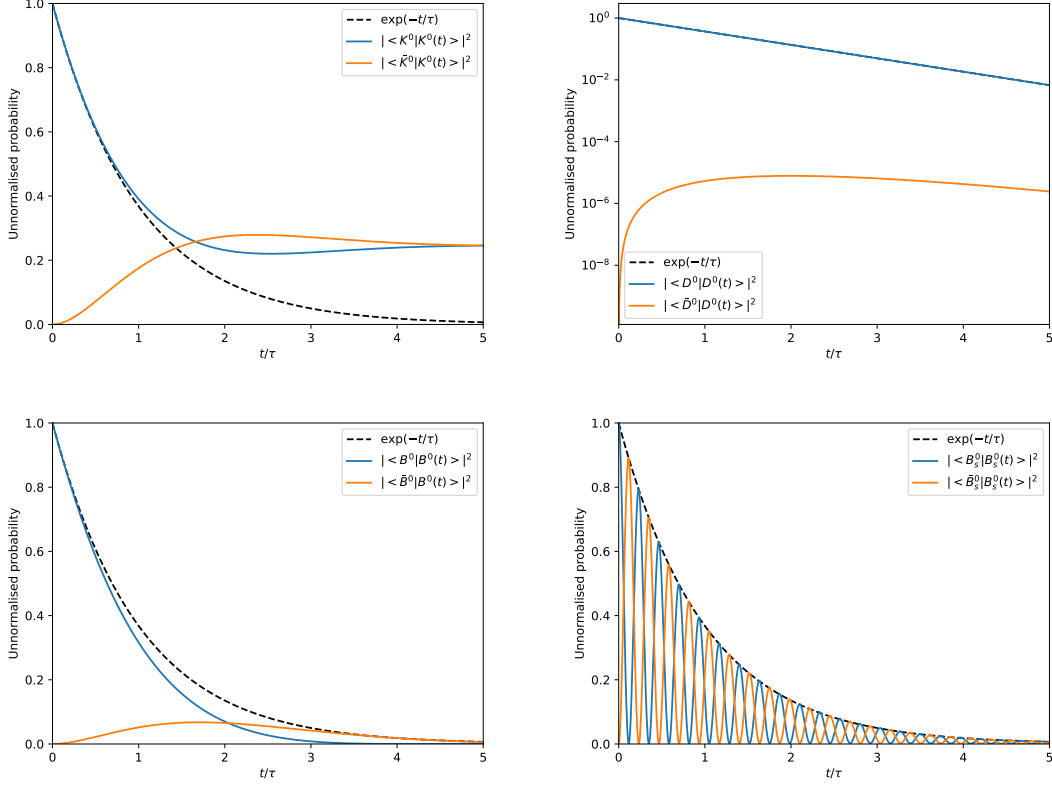 1.0
0.8
0.6
0.4
0.2
0.0
Unnormalised probability
exp(−t/τ)
| < K⁰|K⁰(t) > |²
| < K̄⁰|K⁰(t) > |²
0 1 2 3 4 5
t/τ
10⁰
10⁻²
10⁻⁴
10⁻⁶
10⁻⁸
Unnormalised probability
exp(−t/τ)
| < D⁰|D⁰(t) > |²
| < D̄⁰|D⁰(t) > |²
0 1 2 3 4 5
t/τ
1.0
0.8
0.6
0.4
0.2
0.0
Unnormalised probability
exp(−t/τ)
| < B⁰|B⁰(t) > |²
| < B̄⁰|B⁰(t) > |²
0 1 2 3 4 5
t/τ
1.0
0.8
0.6
0.4
0.2
0.0
Unnormalised probability
exp(−t/τ)
| < Bₛ⁰|Bₛ⁰(t) > |²
| < B̄ₛ⁰|Bₛ⁰(t) > |²
0 1 2 3 4 5
t/τ